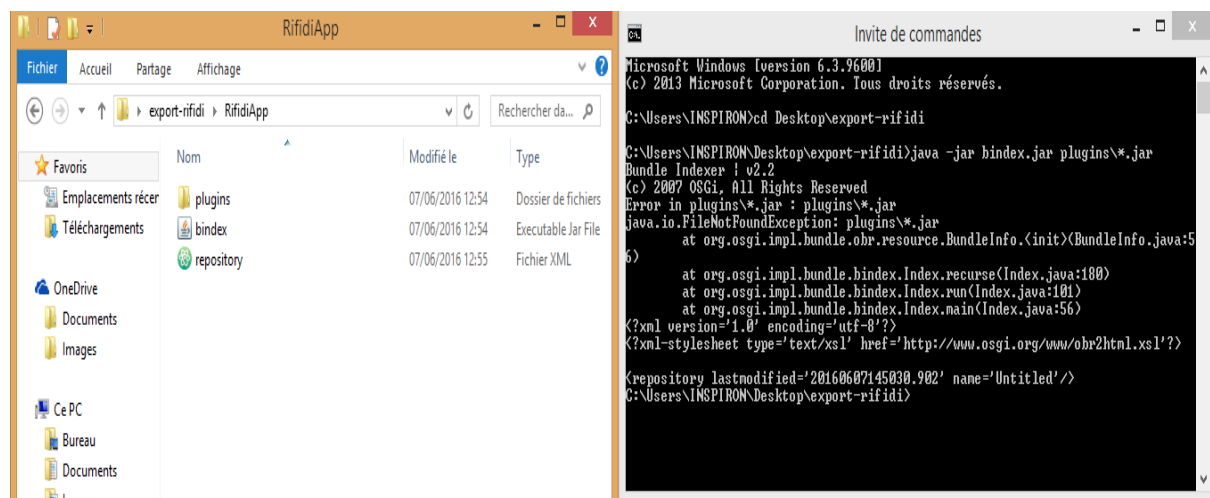 RifidiApp
Fichier Accueil Partage Affichage
export-rifidi RifidiApp Rechercher da...
Favoris
Emplacements récer
Téléchargements
OneDrive
Documents
Images
Ce PC
Bureau
Documents
Nom Modifié le Type
plugins 07/06/2016 12:54 Dossier de fichiers
bindex 07/06/2016 12:54 Executable Jar File
repository 07/06/2016 12:55 Fichier XML
Invite de commandes
Microsoft Windows [version 6.3.9600]
(c) 2013 Microsoft Corporation. Tous droits réservés.
C:\Users\INSPIRON>cd Desktop\export-rifidi
C:\Users\INSPIRON\Desktop\export-rifidi>java -jar bindex.jar plugins\*.jar
Bundle Indexer | v2.2
(c) 2007 OSGi, All Rights Reserved
Error in plugins\*.jar : plugins\*.jar
java.io.FileNotFoundException: plugins\*.jar
at org.osgi.impl.bundle.obr.resource.BundleInfo.<init>(BundleInfo.java:5
6)
at org.osgi.impl.bundle.bindex.Index.recurse(Index.java:180)
at org.osgi.impl.bundle.bindex.Index.run(Index.java:101)
at org.osgi.impl.bundle.bindex.Index.main(Index.java:56)
<?xml version='1.0' encoding='utf-8'?>
<?xml-stylesheet type='text/xsl' href='http://www.osgi.org/www/obr2html.xsl'?>
<repository lastmodified='20160607145030.902' name='Untitled'/>
C:\Users\INSPIRON\Desktop\export-rifidi>